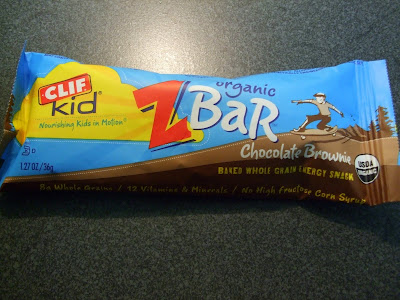 CLIF
kid®
Nourishing Kids in Motion®
organic
ZBaR
Chocolate Brownie
BAKED WHOLE GRAIN ENERGY SNACK
USDA
ORGANIC
D
1.27 OZ / 36g
8g Whole Grains / 12 Vitamins & Minerals / No High Fructose Corn Syrup